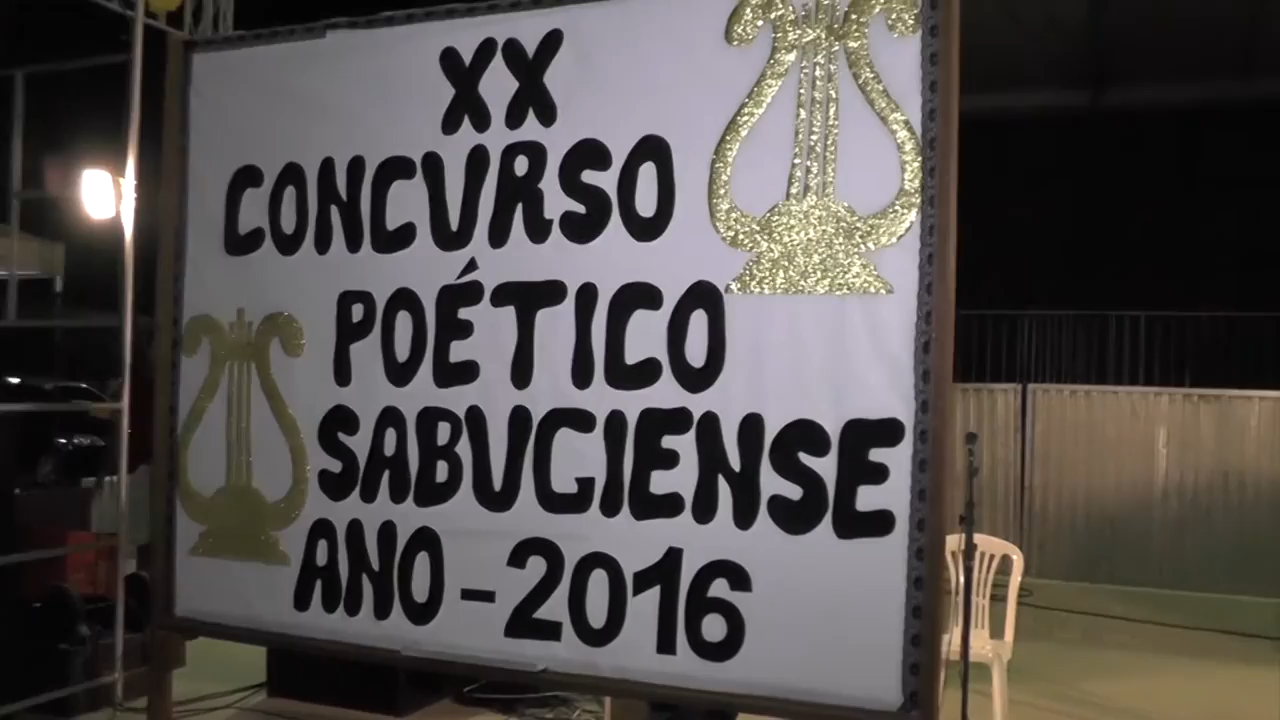 XX
CONCURSO
POÉTICO
SABUGIENSE
ANO - 2016